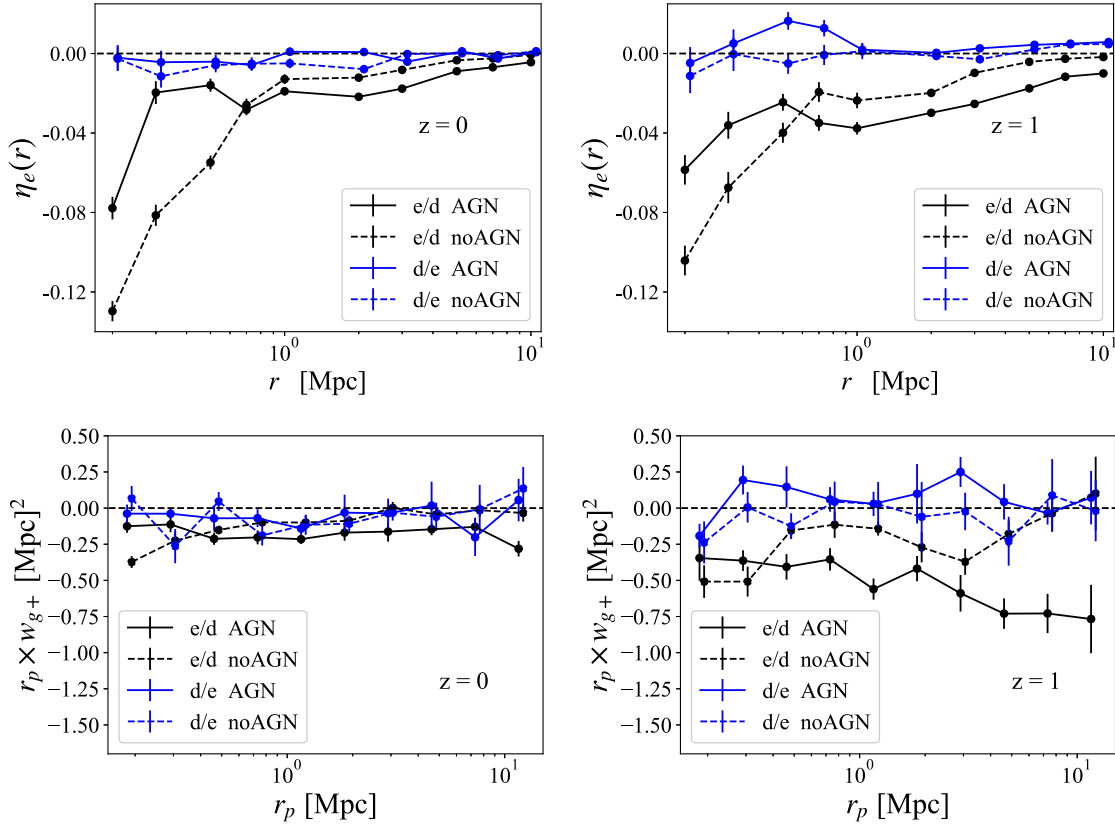 0.00
-0.04
-0.08
-0.12
η_e(r)
z = 0
e/d AGN
e/d noAGN
d/e AGN
d/e noAGN
10^0
10^1
r [Mpc]
0.00
-0.04
-0.08
-0.12
η_e(r)
z = 1
e/d AGN
e/d noAGN
d/e AGN
d/e noAGN
10^0
10^1
r [Mpc]
0.50
0.25
0.00
−0.25
−0.50
−0.75
−1.00
−1.25
−1.50
r_p × w_{g+} [Mpc]^2
e/d AGN
e/d noAGN
d/e AGN
d/e noAGN
z = 0
10^0
10^1
r_p [Mpc]
0.50
0.25
0.00
−0.25
−0.50
−0.75
−1.00
−1.25
−1.50
r_p × w_{g+} [Mpc]^2
e/d AGN
e/d noAGN
d/e AGN
d/e noAGN
z = 1
10^0
10^1
r_p [Mpc]